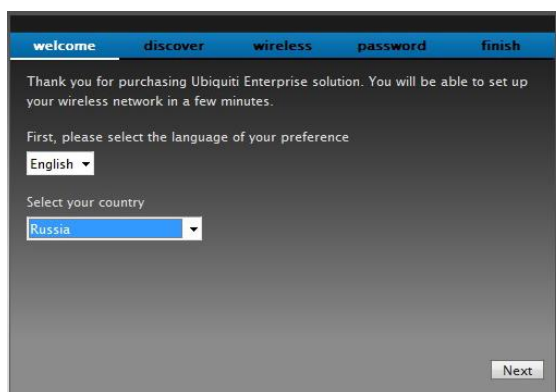 welcome discover wireless password finish
Thank you for purchasing Ubiquiti Enterprise solution. You will be able to set up
your wireless network in a few minutes.
First, please select the language of your preference
English
Select your country
Russia
Next